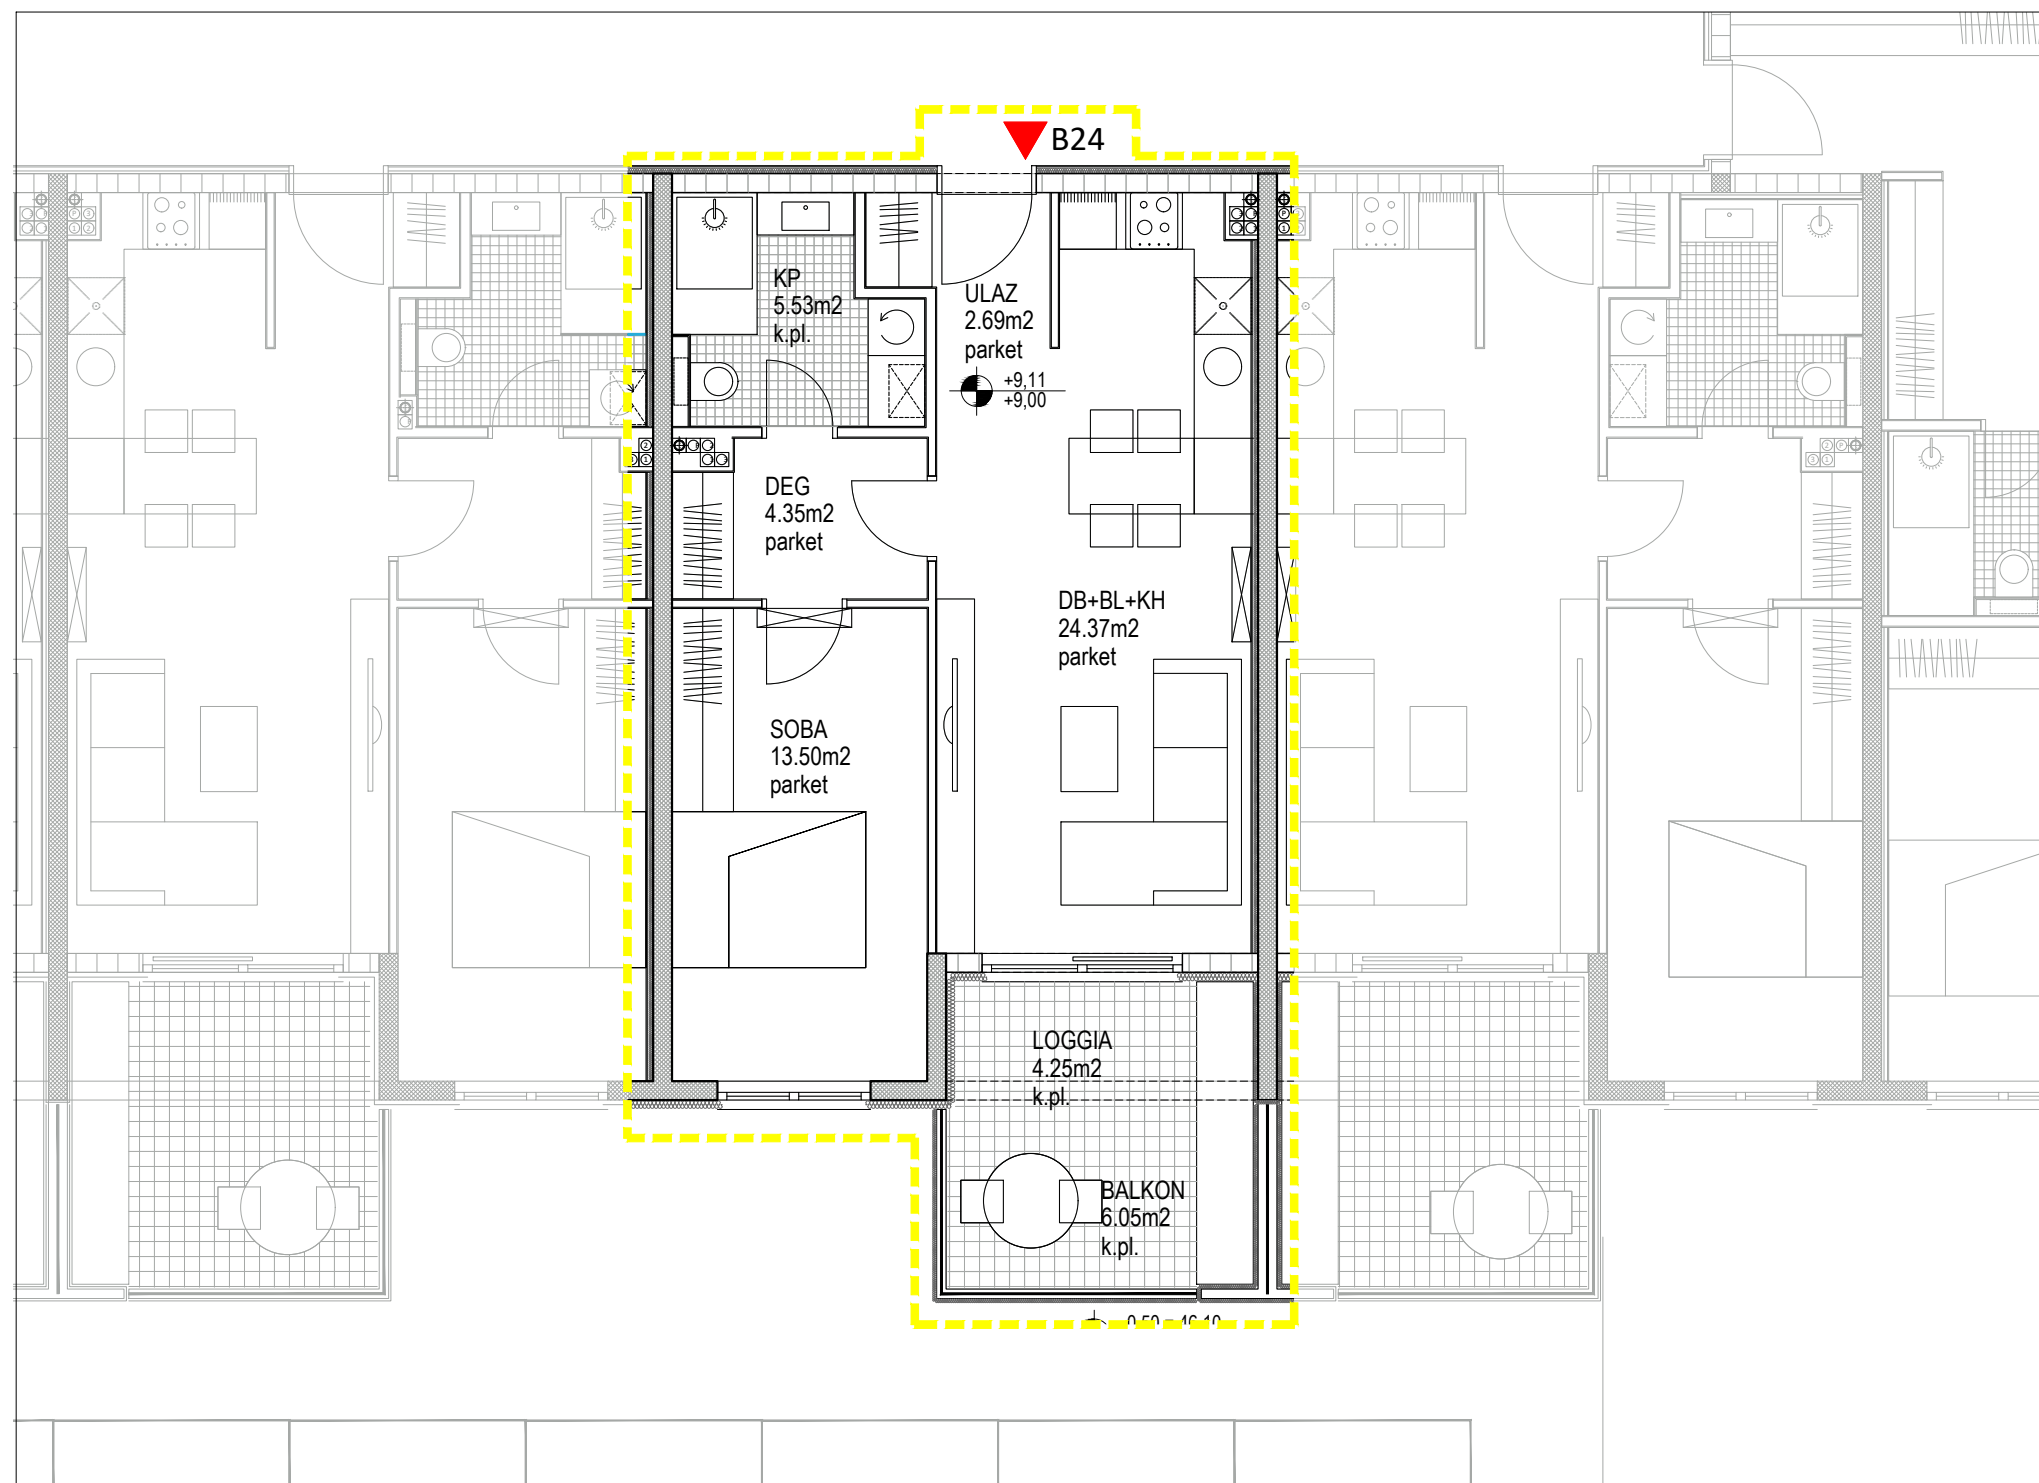 B24
KP
5.53m2
k.pl.
ULAZ
2.69m2
parket
+9,11
+9,00
DEG
4.35m2
parket
DB+BL+KH
24.37m2
parket
SOBA
13.50m2
parket
LOGGIA
4.25m2
k.pl.
BALKON
6.05m2
k.pl.